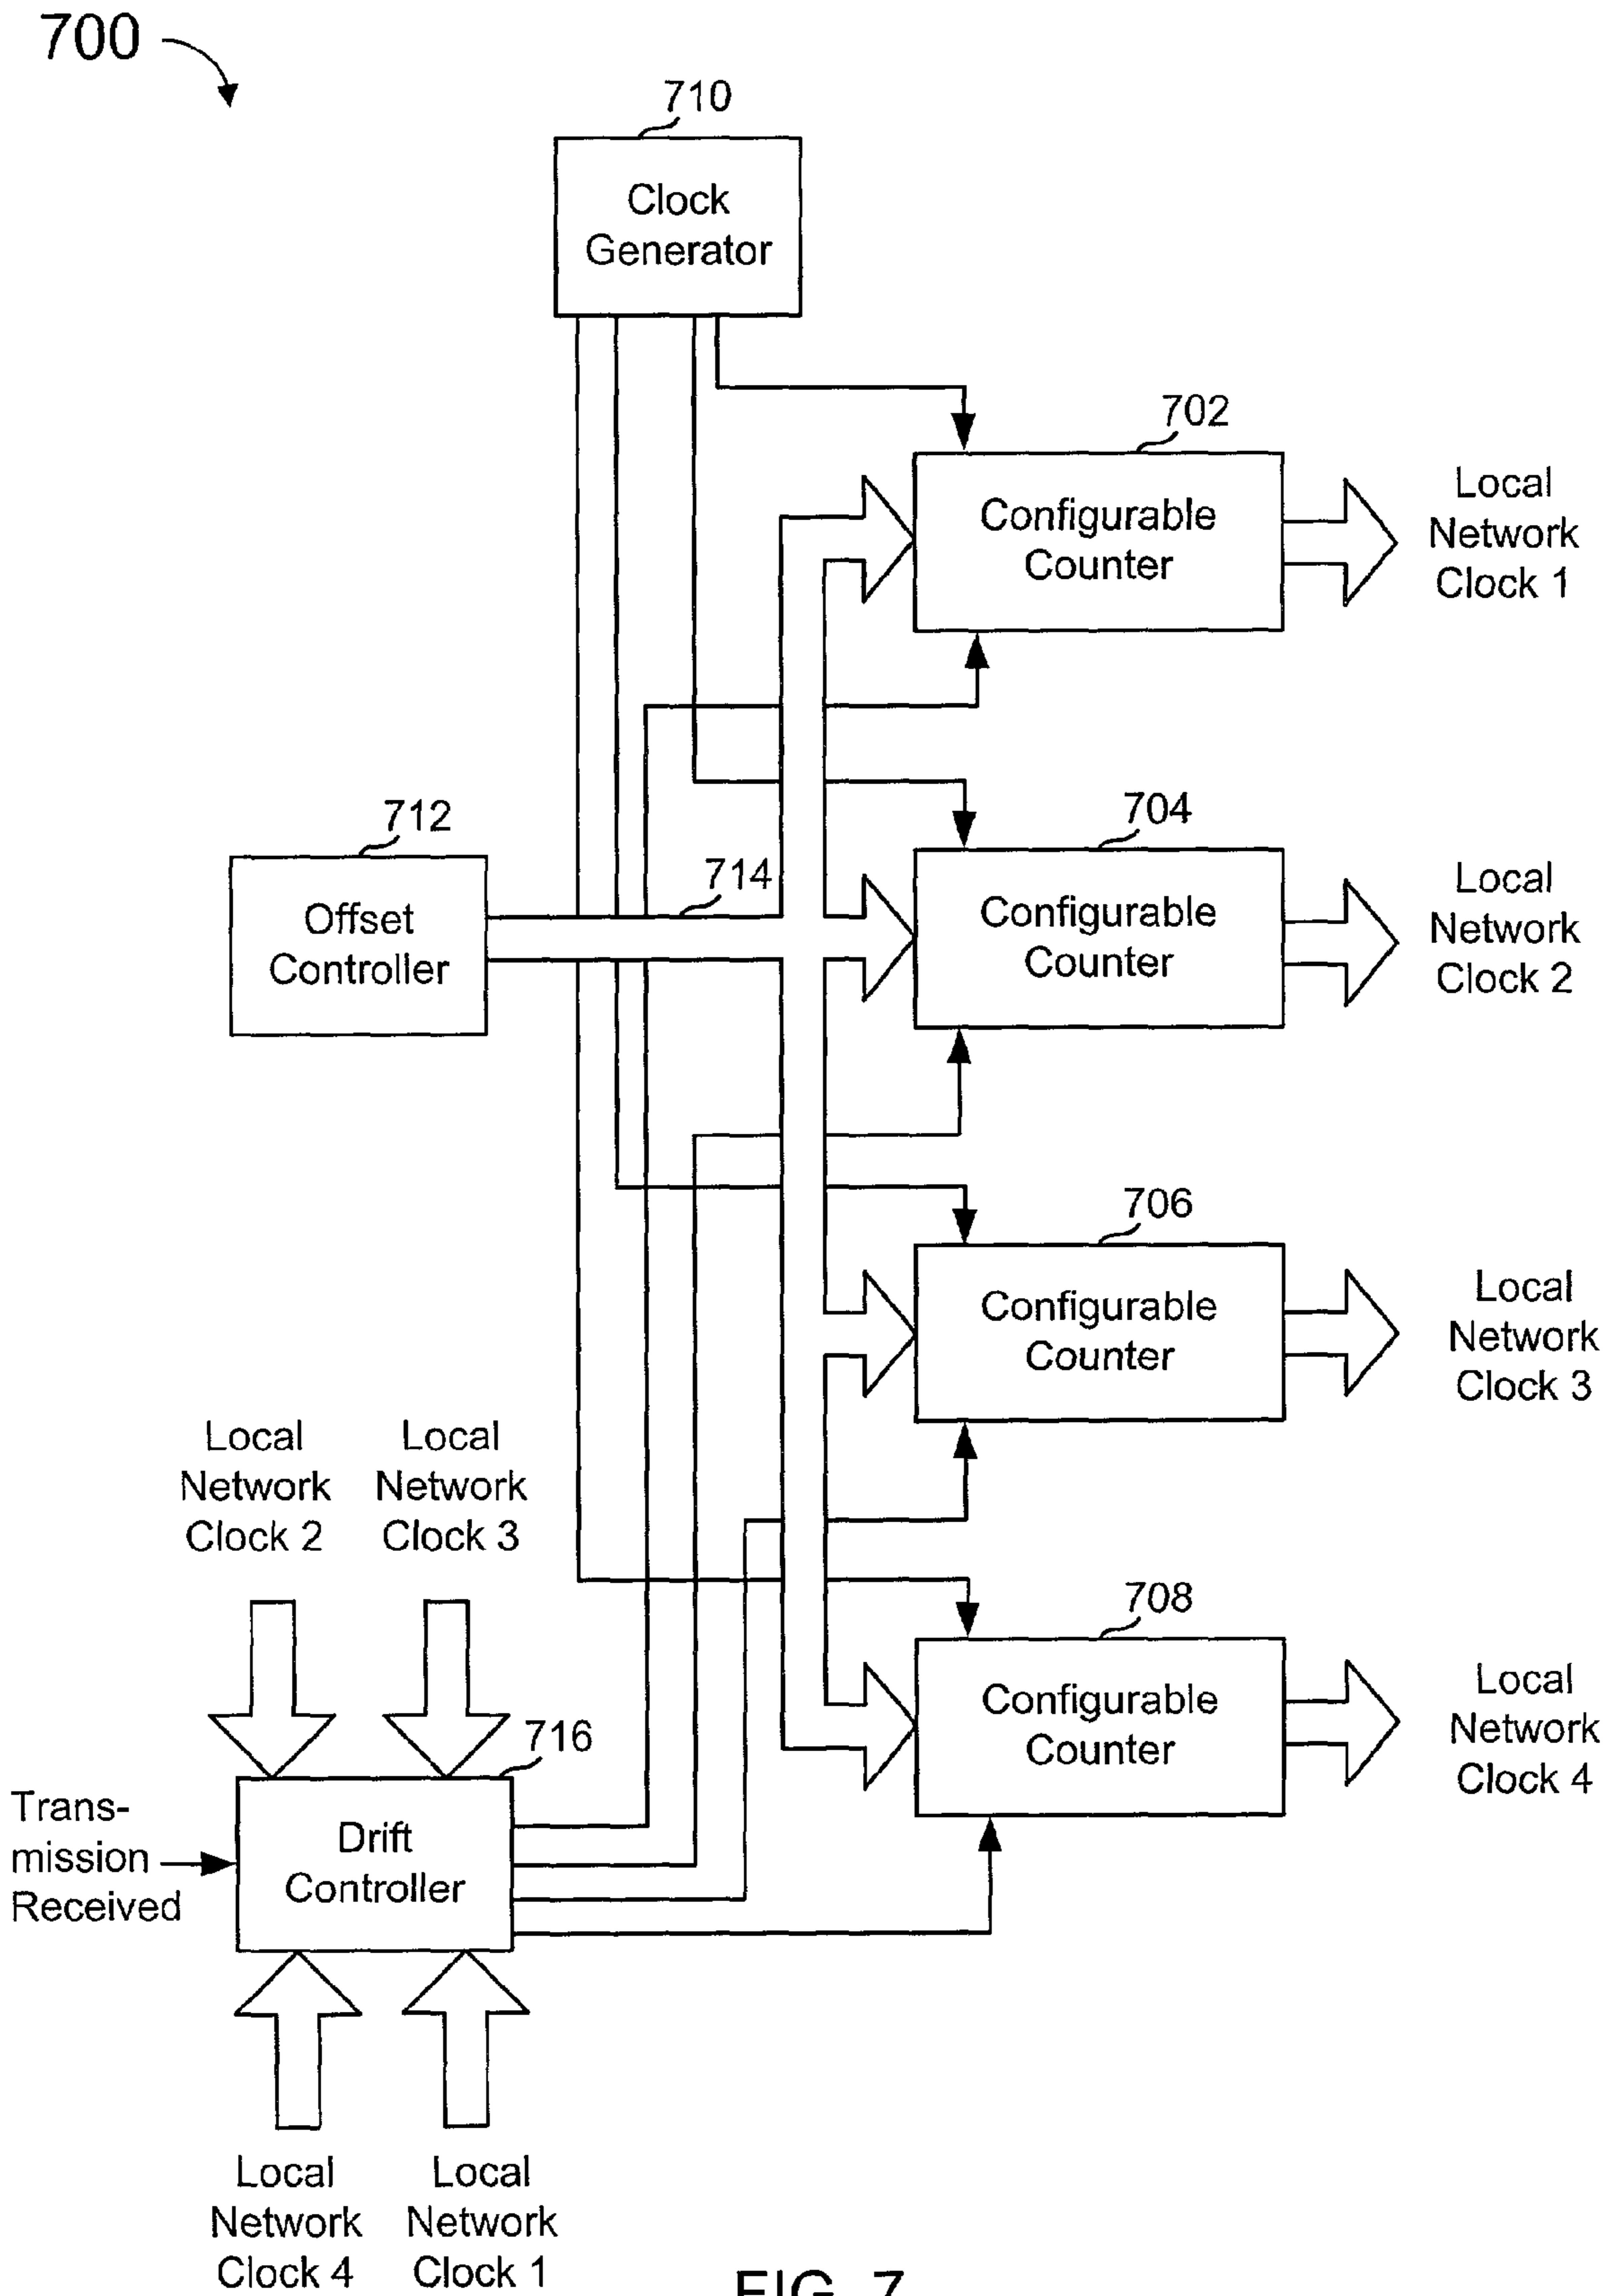 700
710
Clock
Generator
702
Configurable
Counter
Local
Network
Clock 1
712
Offset
Controller
714
704
Configurable
Counter
Local
Network
Clock 2
706
Configurable
Counter
Local
Network
Clock 3
Local
Network
Clock 2
Local
Network
Clock 3
708
Configurable
Counter
Local
Network
Clock 4
716
Trans-
mission
Received
Drift
Controller
Local
Network
Clock 4
Local
Network
Clock 1
FIG. 7